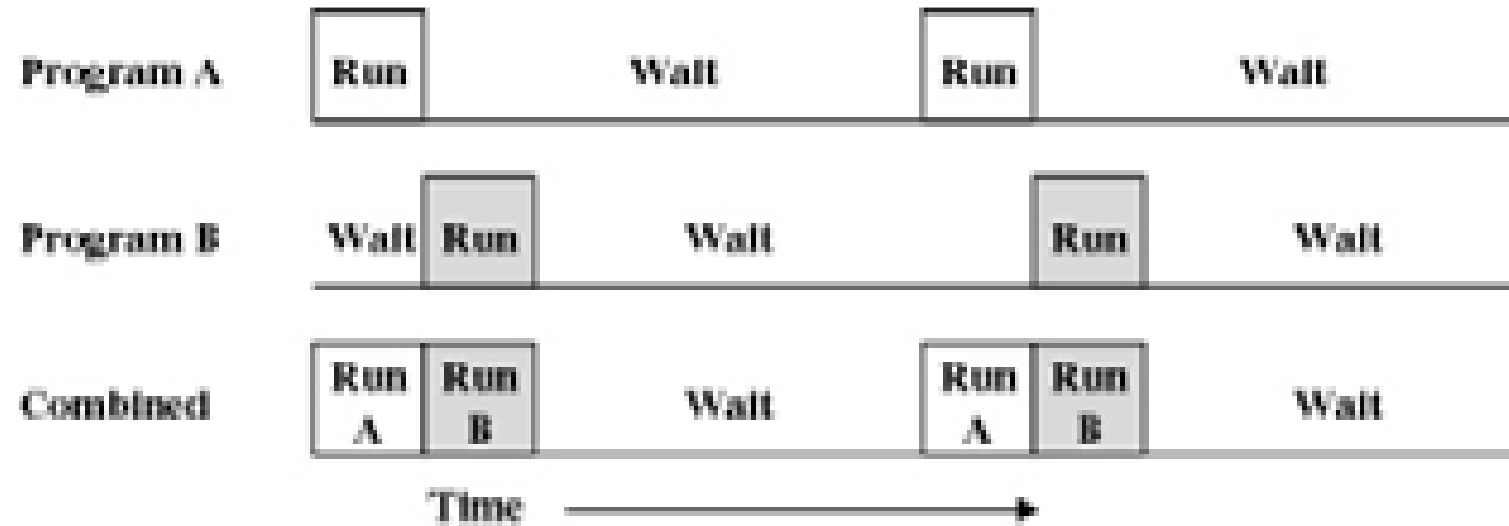 Program A Run Wait Run Wait
Program B Wait Run Wait Run Wait
Combined Run A Run B Wait Run A Run B Wait
Time